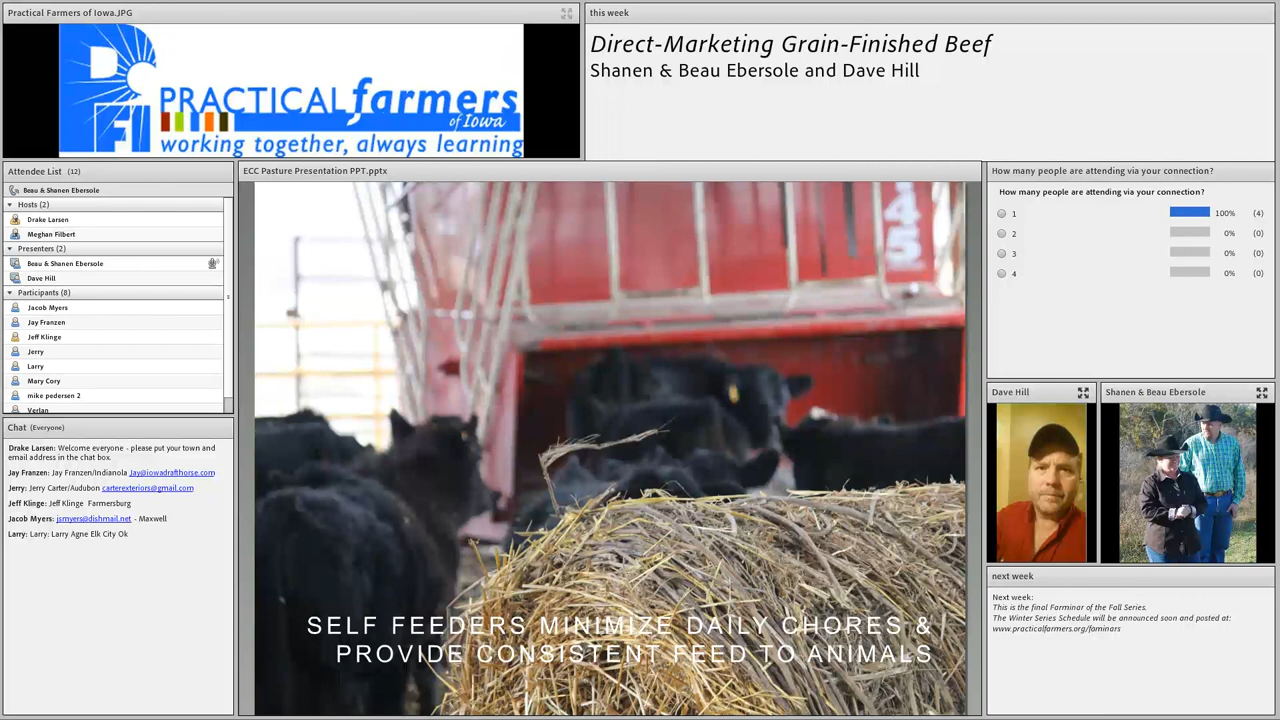 Practical Farmers of Iowa.JPG
PRACTICAL farmers
of Iowa
working together, always learning
this week
Direct-Marketing Grain-Finished Beef
Shanen & Beau Ebersole and Dave Hill
Attendee List (12)
Beau & Shanen Ebersole
Hosts (2)
Drake Larsen
Meghan Filbert
Presenters (2)
Beau & Shanen Ebersole
Dave Hill
Participants (8)
Jacob Myers
Jay Franzen
Jeff Klinge
Jerry
Larry
Mary Cory
mike pedersen 2
Verlan
Chat (Everyone)
Drake Larsen: Welcome everyone - please put your town and
email address in the chat box.
Jay Franzen: Jay Franzen/Indianola Jay@iowadrafthorse.com
Jerry: Jerry Carter/Audubon carterexteriors@gmail.com
Jeff Klinge: Jeff Klinge Farmersburg
Jacob Myers: jsmyers@dishmail.net - Maxwell
Larry: Larry: Larry Agne Elk City Ok
ECC Pasture Presentation PPT.pptx
45
SELF FEEDERS MINIMIZE DAILY CHORES &
PROVIDE CONSISTENT FEED TO ANIMALS
How many people are attending via your connection?
How many people are attending via your connection?
1 100% (4)
2 0% (0)
3 0% (0)
4 0% (0)
Dave Hill
Shanen & Beau Ebersole
next week
Next week:
This is the final Farminar of the Fall Series.
The Winter Series Schedule will be announced soon and posted at:
www.practicalfarmers.org/faminars